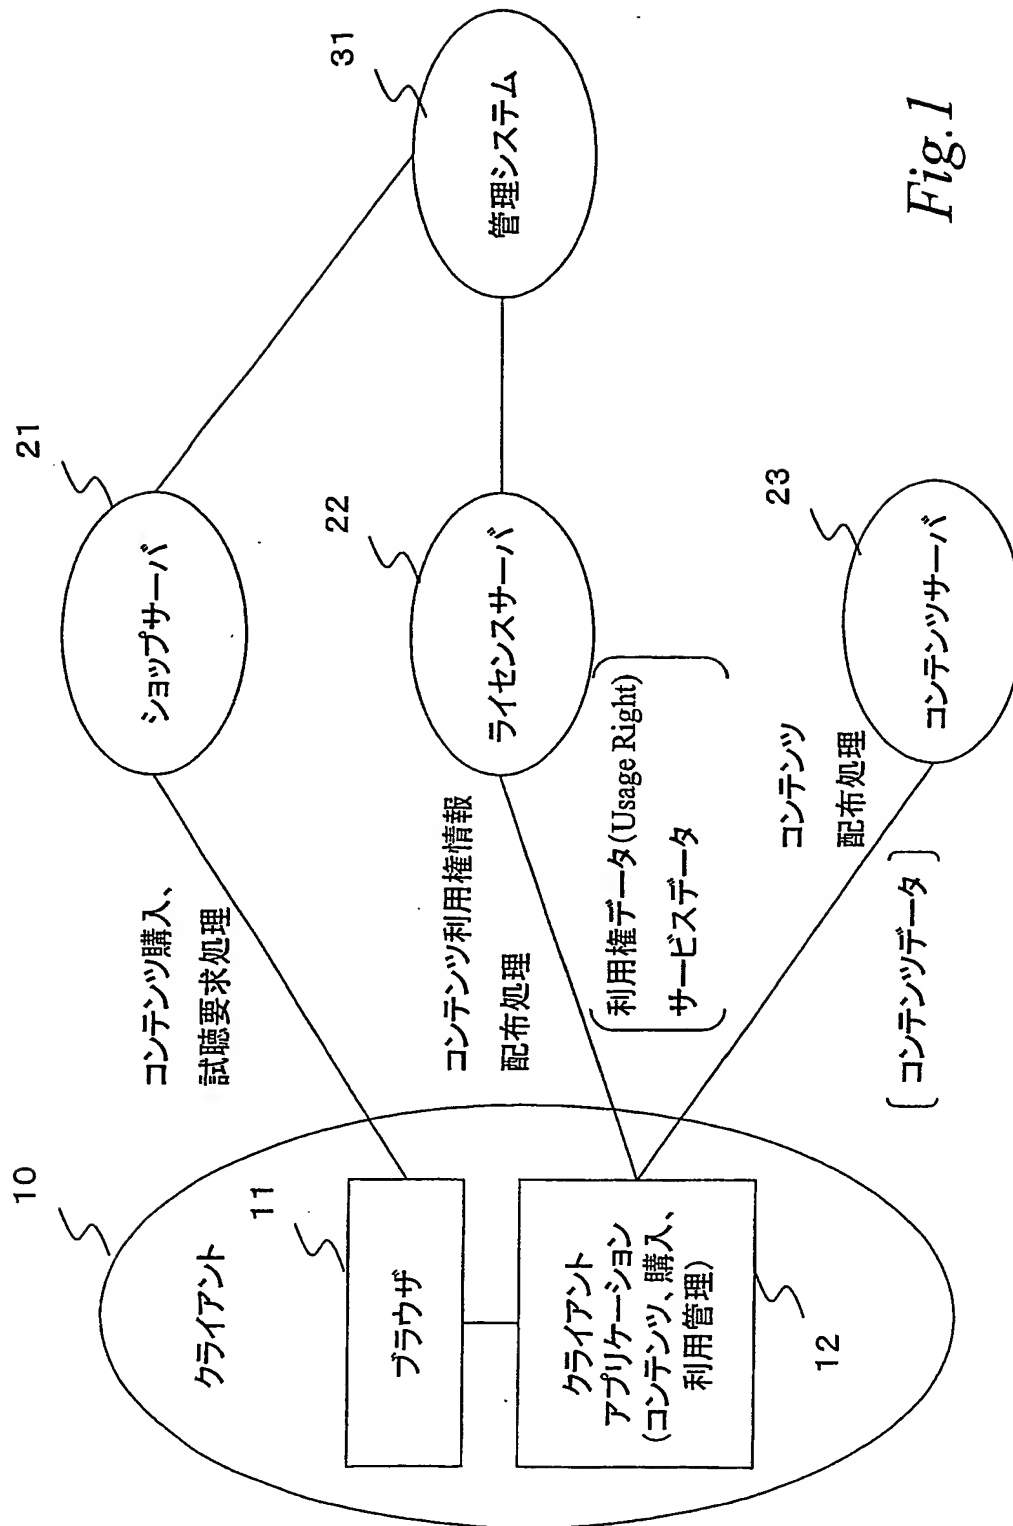 10
クライアント
11
ブラウザ
クライアント
アプリケーション
(コンテンツ、購入、
利用管理)
12
コンテンツ購入、
試聴要求処理
コンテンツ利用権情報
配布処理
利用権データ(Usage Right)
サービスデータ
コンテンツ
配布処理
コンテンツデータ
21
ショップサーバ
22
ライセンスサーバ
23
コンテンツサーバ
31
管理システム
Fig.1